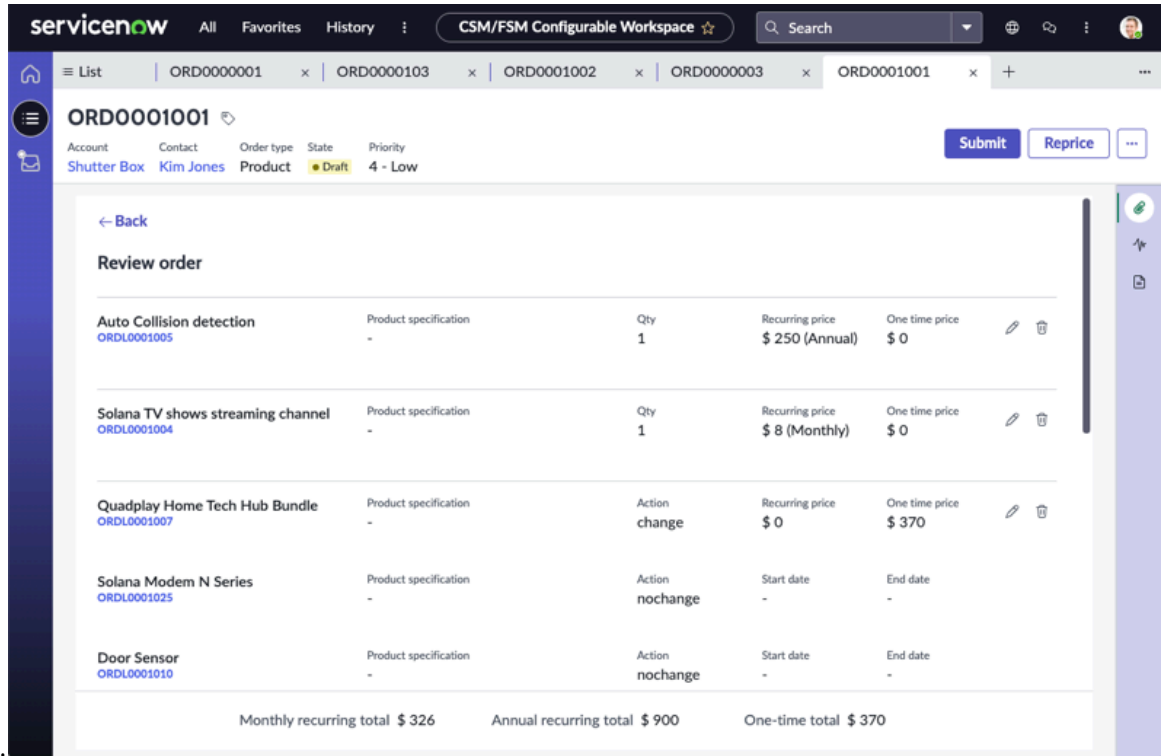 servicenow All Favorites History CSM/FSM Configurable Workspace Search
List ORD0000001 ORD0000103 ORD0001002 ORD0000003 ORD0001001
ORD0001001
Account Contact Order type State Priority
Shutter Box Kim Jones Product Draft 4 - Low
Submit Reprice
Back
Review order
Auto Collision detection Product specification Qty Recurring price One time price
ORDL0001005 - 1 $ 250 (Annual) $ 0
Solana TV shows streaming channel Product specification Qty Recurring price One time price
ORDL0001004 - 1 $ 8 (Monthly) $ 0
Quadplay Home Tech Hub Bundle Product specification Action Recurring price One time price
ORDL0001007 - change $ 0 $ 370
Solana Modem N Series Product specification Action Start date End date
ORDL0001025 - nochange - -
Door Sensor Product specification Action Start date End date
ORDL0001010 - nochange - -
Monthly recurring total $ 326 Annual recurring total $ 900 One-time total $ 370